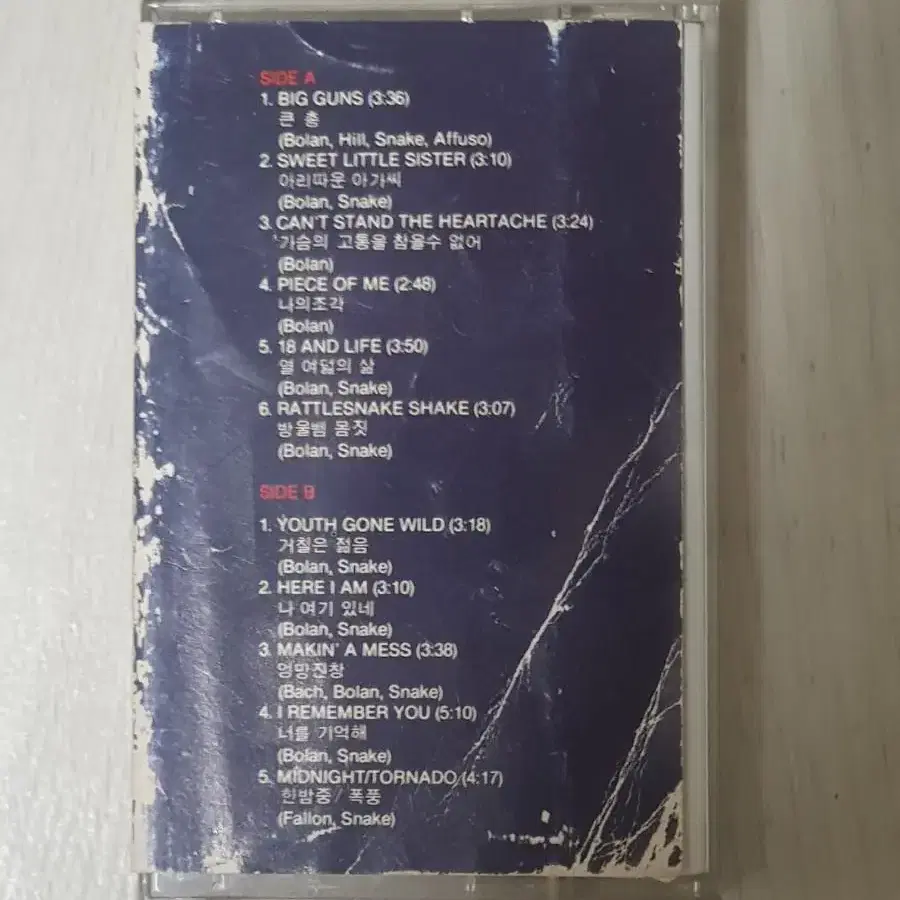 SIDE A
1. BIG GUNS (3:36)
큰 총
(Bolan, Hill, Snake, Affuso)
2. SWEET LITTLE SISTER (3:10)
아리따운 아가씨
(Bolan, Snake)
3. CAN'T STAND THE HEARTACHE (3:24)
가슴의 고통을 참을수 없어
(Bolan)
4. PIECE OF ME (2:48)
나의조각
(Bolan)
5. 18 AND LIFE (3:50)
열 여덟의 삶
(Bolan, Snake)
6. RATTLESNAKE SHAKE (3:07)
방울뱀 몸짓
(Bolan, Snake)
SIDE B
1. YOUTH GONE WILD (3:18)
거칠은 젊음
(Bolan, Snake)
2. HERE I AM (3:10)
나 여기 있네
(Bolan, Snake)
3. MAKIN' A MESS (3:38)
엉망진창
(Bach, Bolan, Snake)
4. I REMEMBER YOU (5:10)
너를 기억해
(Bolan, Snake)
5. MIDNIGHT/TORNADO (4:17)
한밤중/ 폭풍
(Fallon, Snake)